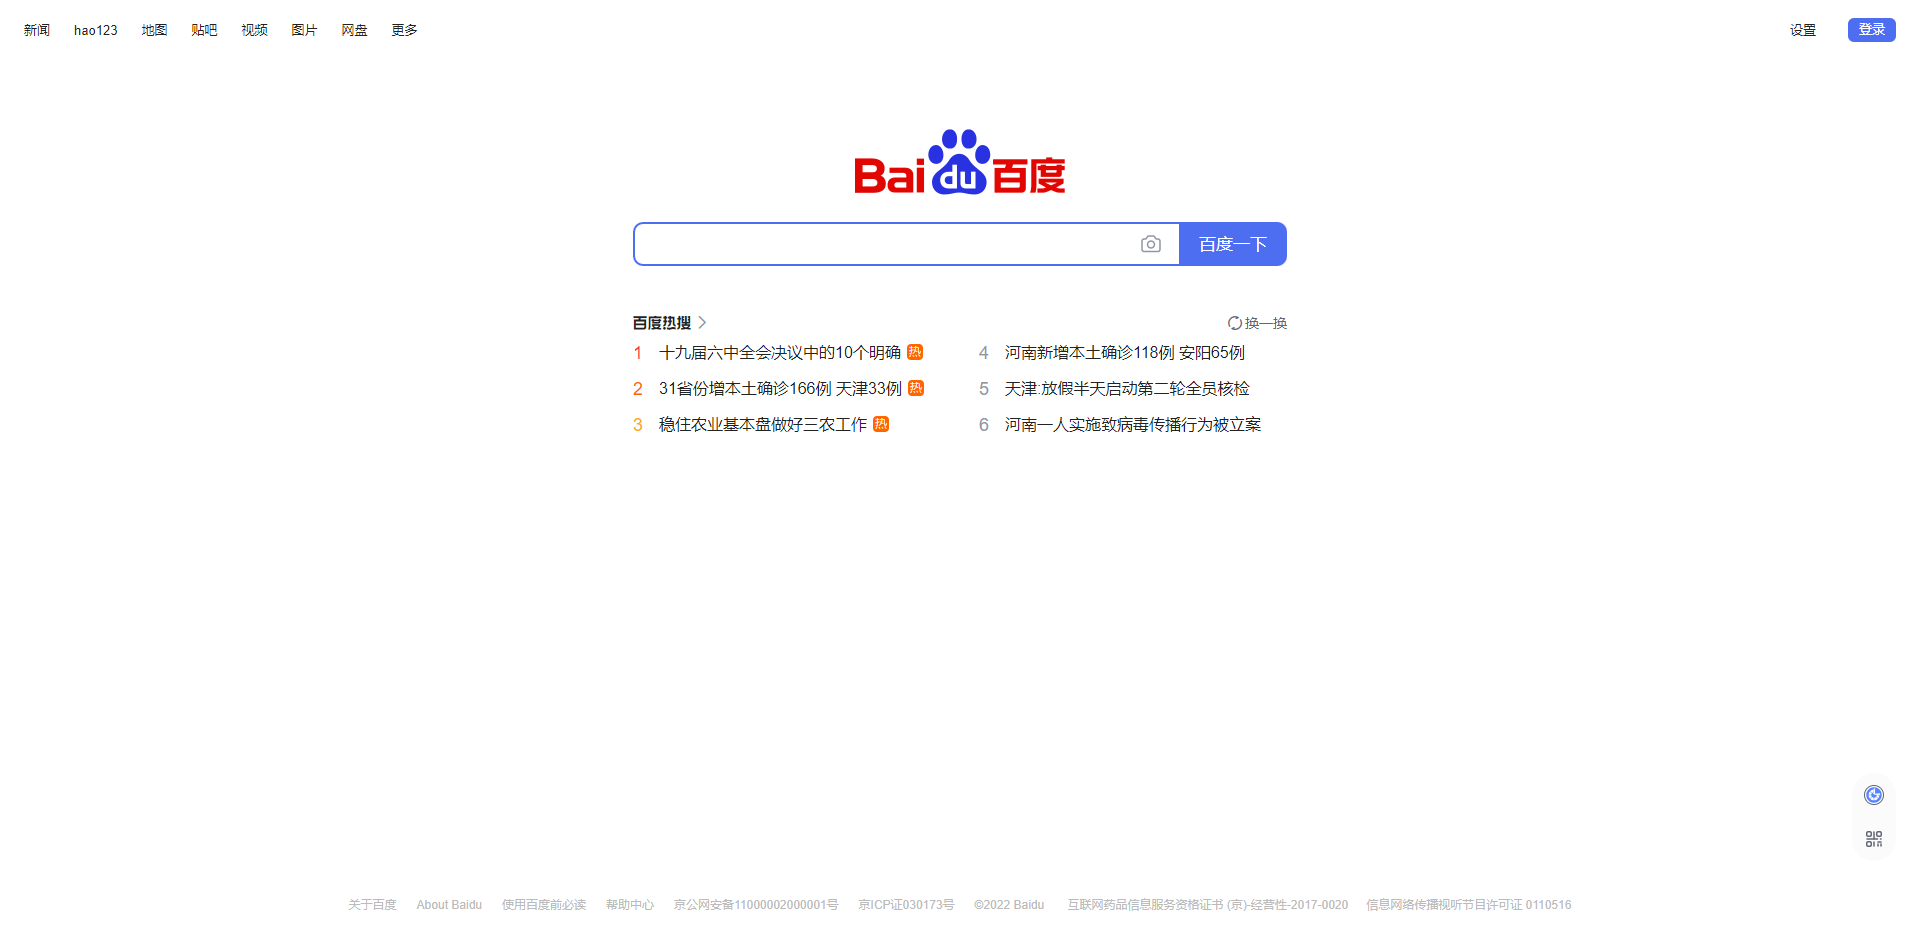 新闻 hao123 地图 贴吧 视频 图片 网盘 更多 设置 登录
Bai du 百度
百度一下
百度热搜 换一换
1 十九届六中全会决议中的10个明确 热
2 31省份增本土确诊166例 天津33例 热
3 稳住农业基本盘做好三农工作 热
4 河南新增本土确诊118例 安阳65例
5 天津:放假半天启动第二轮全员核检
6 河南一人实施致病毒传播行为被立案
关于百度 About Baidu 使用百度前必读 帮助中心 京公网安备11000002000001号 京ICP证030173号 ©2022 Baidu 互联网药品信息服务资格证书 (京)-经营性-2017-0020 信息网络传播视听节目许可证 0110516